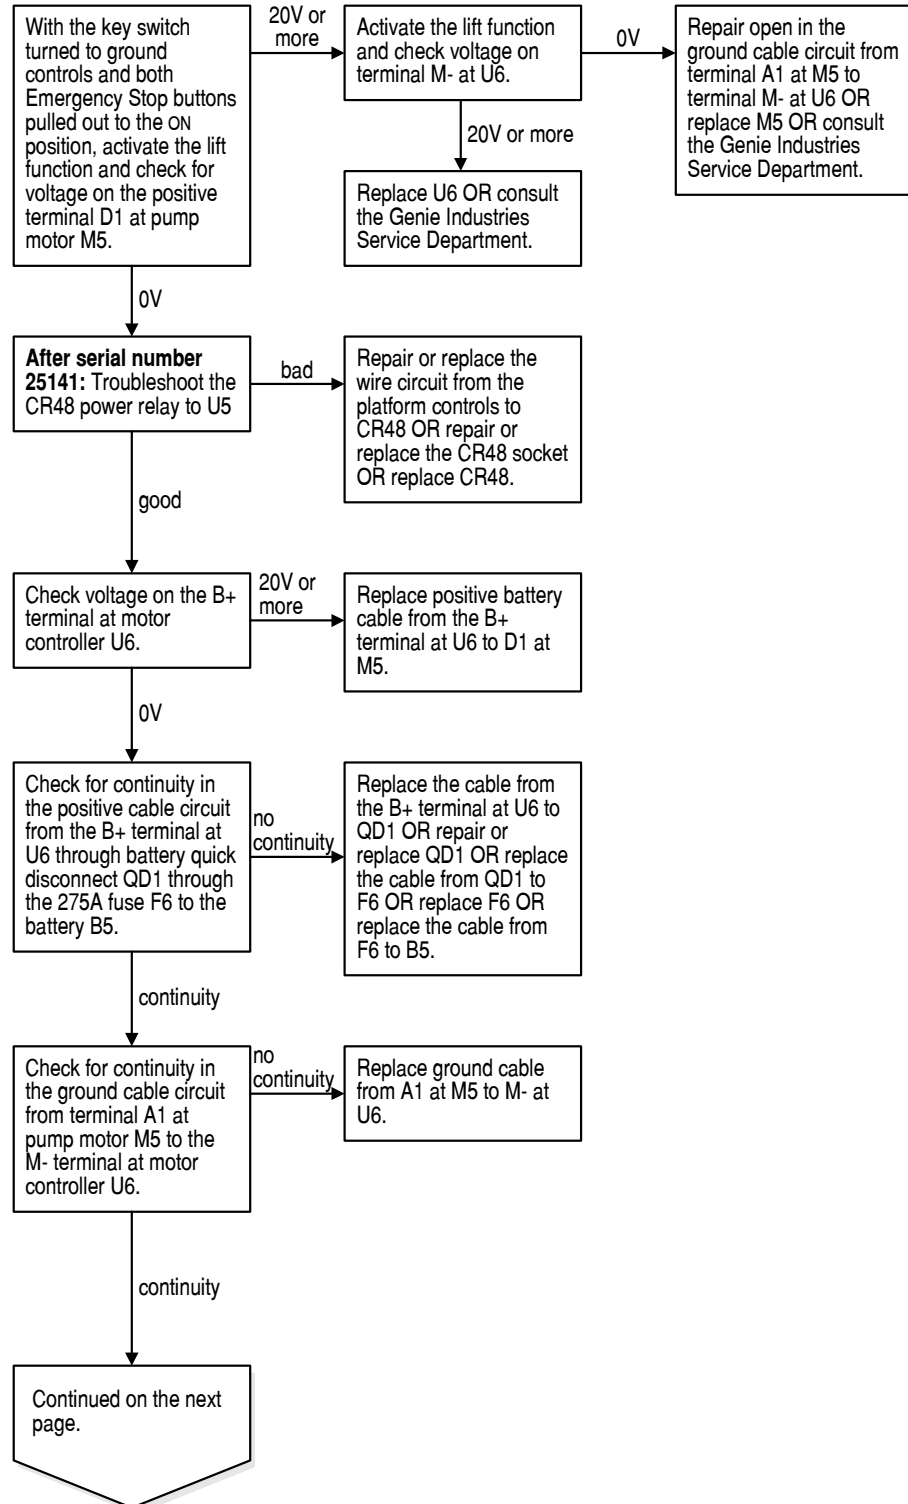 With the key switch
turned to ground
controls and both
Emergency Stop buttons
pulled out to the ON
position, activate the lift
function and check for
voltage on the positive
terminal D1 at pump
motor M5.
20V or
more
Activate the lift function
and check voltage on
terminal M- at U6.
0V
Repair open in the
ground cable circuit from
terminal A1 at M5 to
terminal M- at U6 OR
replace M5 OR consult
the Genie Industries
Service Department.
20V or more
Replace U6 OR consult
the Genie Industries
Service Department.
0V
After serial number
25141: Troubleshoot the
CR48 power relay to U5
bad
Repair or replace the
wire circuit from the
platform controls to
CR48 OR repair or
replace the CR48 socket
OR replace CR48.
good
Check voltage on the B+
terminal at motor
controller U6.
20V or
more
Replace positive battery
cable from the B+
terminal at U6 to D1 at
M5.
0V
Check for continuity in
the positive cable circuit
from the B+ terminal at
U6 through battery quick
disconnect QD1 through
the 275A fuse F6 to the
battery B5.
no
continuity
Replace the cable from
the B+ terminal at U6 to
QD1 OR repair or
replace QD1 OR replace
the cable from QD1 to
F6 OR replace F6 OR
replace the cable from
F6 to B5.
continuity
Check for continuity in
the ground cable circuit
from terminal A1 at
pump motor M5 to the
M- terminal at motor
controller U6.
no
continuity
Replace ground cable
from A1 at M5 to M- at
U6.
continuity
Continued on the next
page.